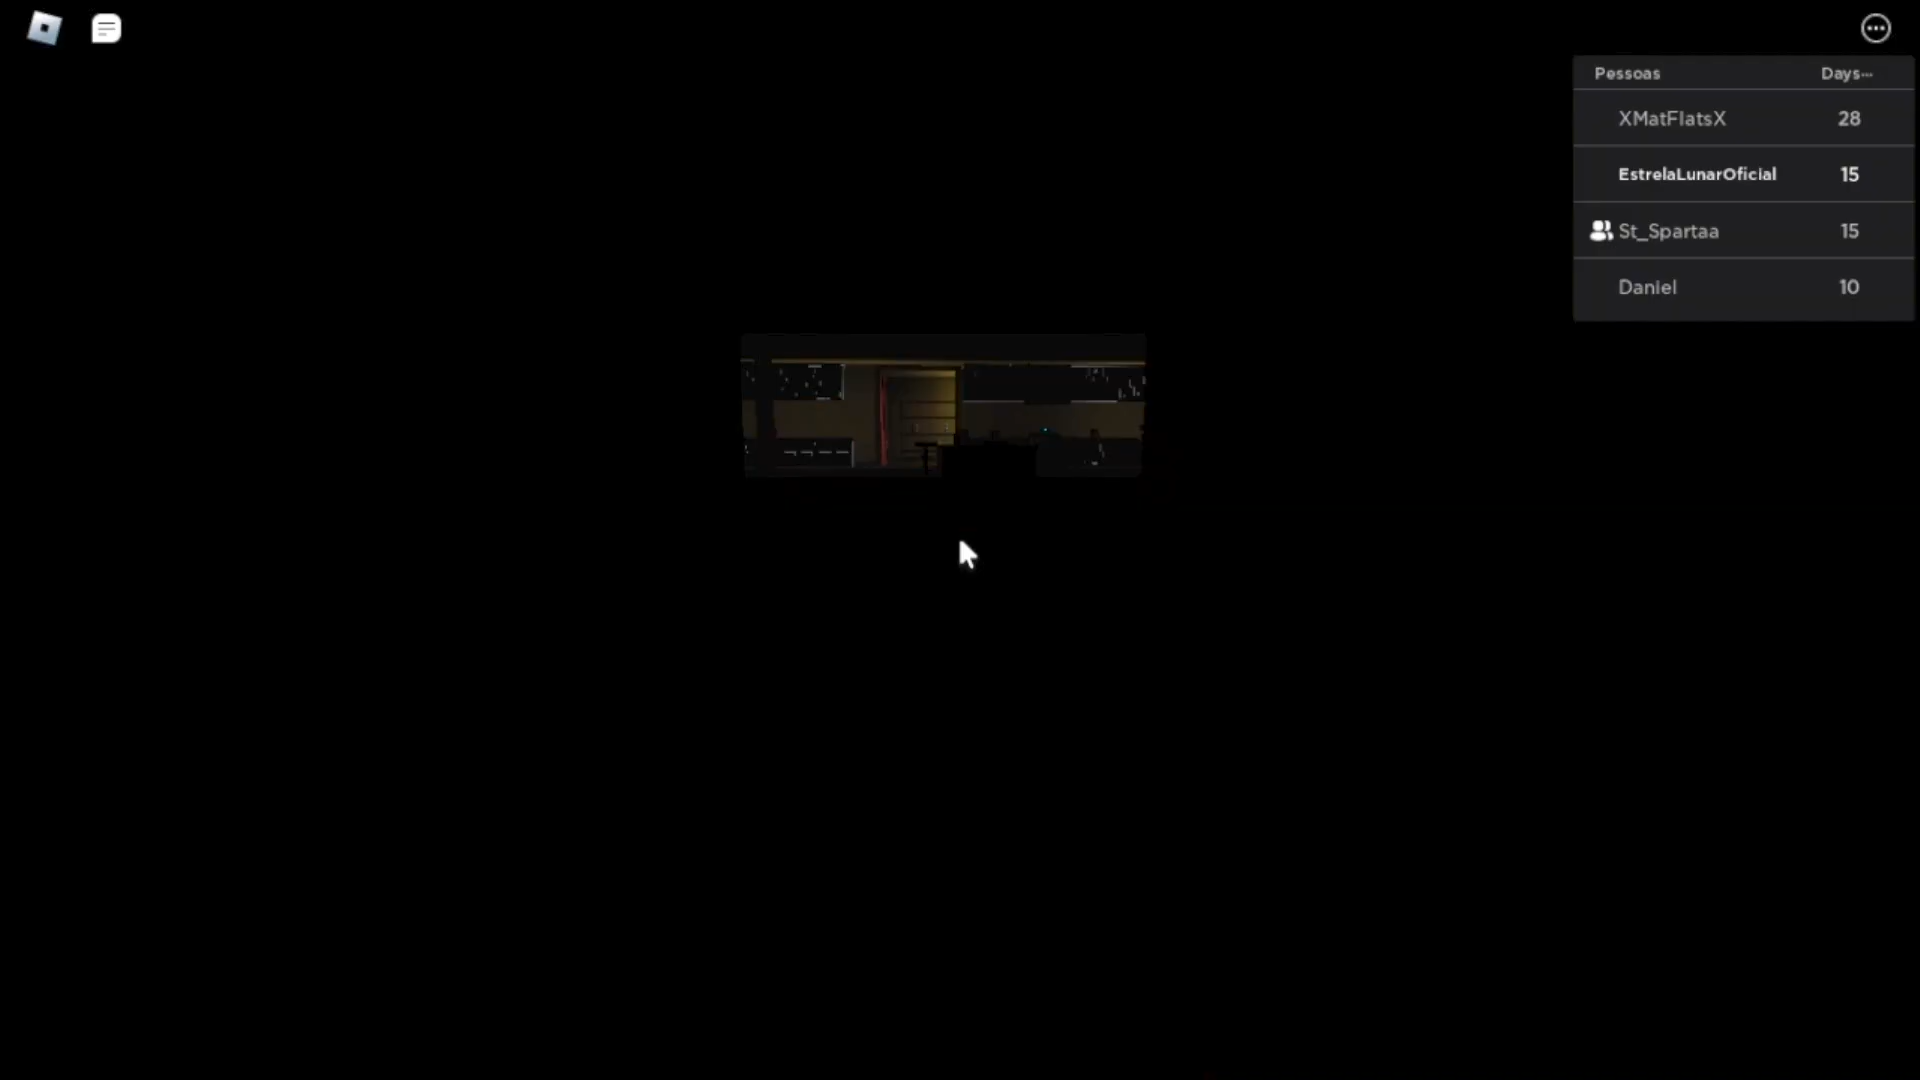 Pessoas Days...
XMatFlatsX 28
EstrelaLunarOficial 15
St_Spartaa 15
Daniel 10